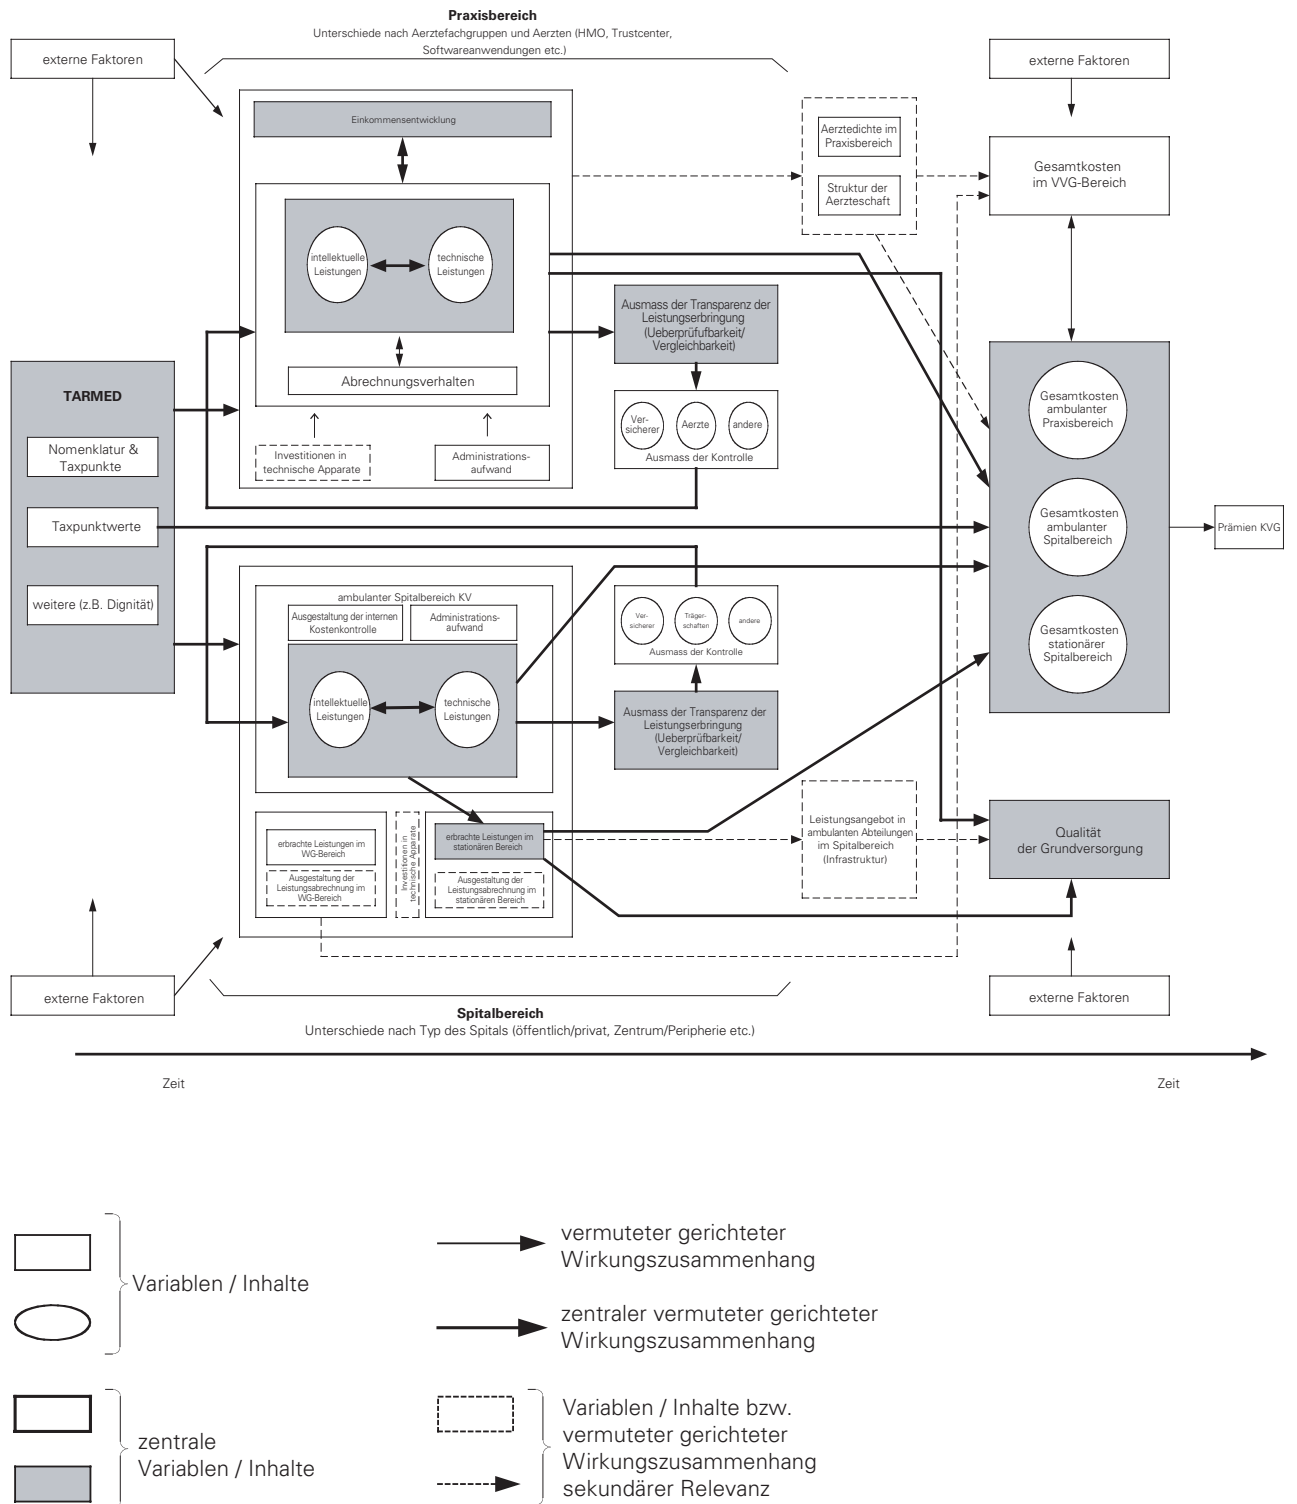 Praxisbereich
Unterschiede nach Aerztefachgruppen und Aerzten (HMO, Trustcenter,
Softwareanwendungen etc.)
externe Faktoren
externe Faktoren
Einkommensentwicklung
Aerztedichte im
Praxisbereich
Struktur der
Aerzteschaft
Gesamtkosten
im VVG-Bereich
intellektuelle
Leistungen
technische
Leistungen
Abrechnungsverhalten
Investitionen in
technische Apparate
Administrations-
aufwand
Ausmass der Transparenz der
Leistungserbringung
(Ueberprüfufbarkeit/
Vergleichbarkeit)
Ver-
sicherer
Aerzte
andere
Ausmass der Kontrolle
TARMED
Nomenklatur &
Taxpunkte
Taxpunktwerte
weitere (z.B. Dignität)
Gesamtkosten
ambulanter
Praxisbereich
Gesamtkosten
ambulanter
Spitalbereich
Gesamtkosten
stationärer
Spitalbereich
Prämien KVG
ambulanter Spitalbereich KV
Ausgestaltung der internen
Kostenkontrolle
Administrations-
aufwand
intellektuelle
Leistungen
technische
Leistungen
Ver-
sicherer
Träger-
schaften
andere
Ausmass der Kontrolle
Ausmass der Transparenz der
Leistungserbringung
(Ueberprüfbarkeit/
Vergleichbarkeit)
erbrachte Leistungen im
WG-Bereich
Ausgestaltung der
Leistungsabrechnung im
WG-Bereich
Investitionen in
technische Apparate
erbrachte Leistungen im
stationären Bereich
Ausgestaltung der
Leistungsabrechnung im
stationären Bereich
Leistungsangebot in
ambulanten Abteilungen
im Spitalbereich
(Infrastruktur)
Qualität
der Grundversorgung
externe Faktoren
externe Faktoren
Spitalbereich
Unterschiede nach Typ des Spitals (öffentlich/privat, Zentrum/Peripherie etc.)
Zeit
Zeit
Variablen / Inhalte
zentrale
Variablen / Inhalte
vermuteter gerichteter
Wirkungszusammenhang
zentraler vermuteter gerichteter
Wirkungszusammenhang
Variablen / Inhalte bzw.
vermuteter gerichteter
Wirkungszusammenhang
sekundärer Relevanz